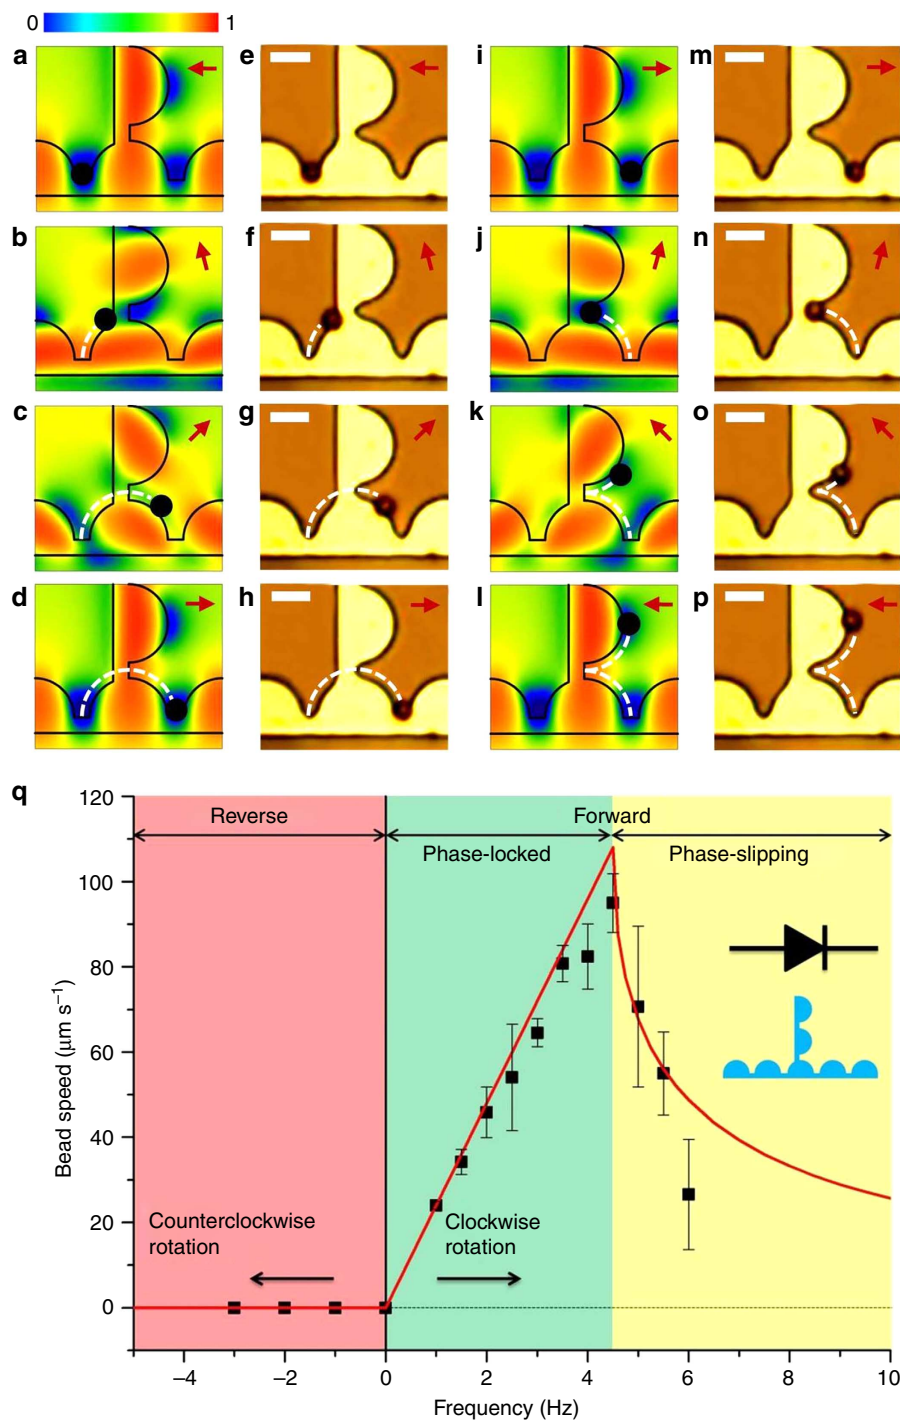 0 1
a e i m
b f j n
c g k o
d h l p
q
120
100
80
60
40
20
0
Bead speed (μm s⁻¹)
Reverse
Forward
Phase-locked
Phase-slipping
Counterclockwise
rotation
Clockwise
rotation
−4 −2 0 2 4 6 8 10
Frequency (Hz)